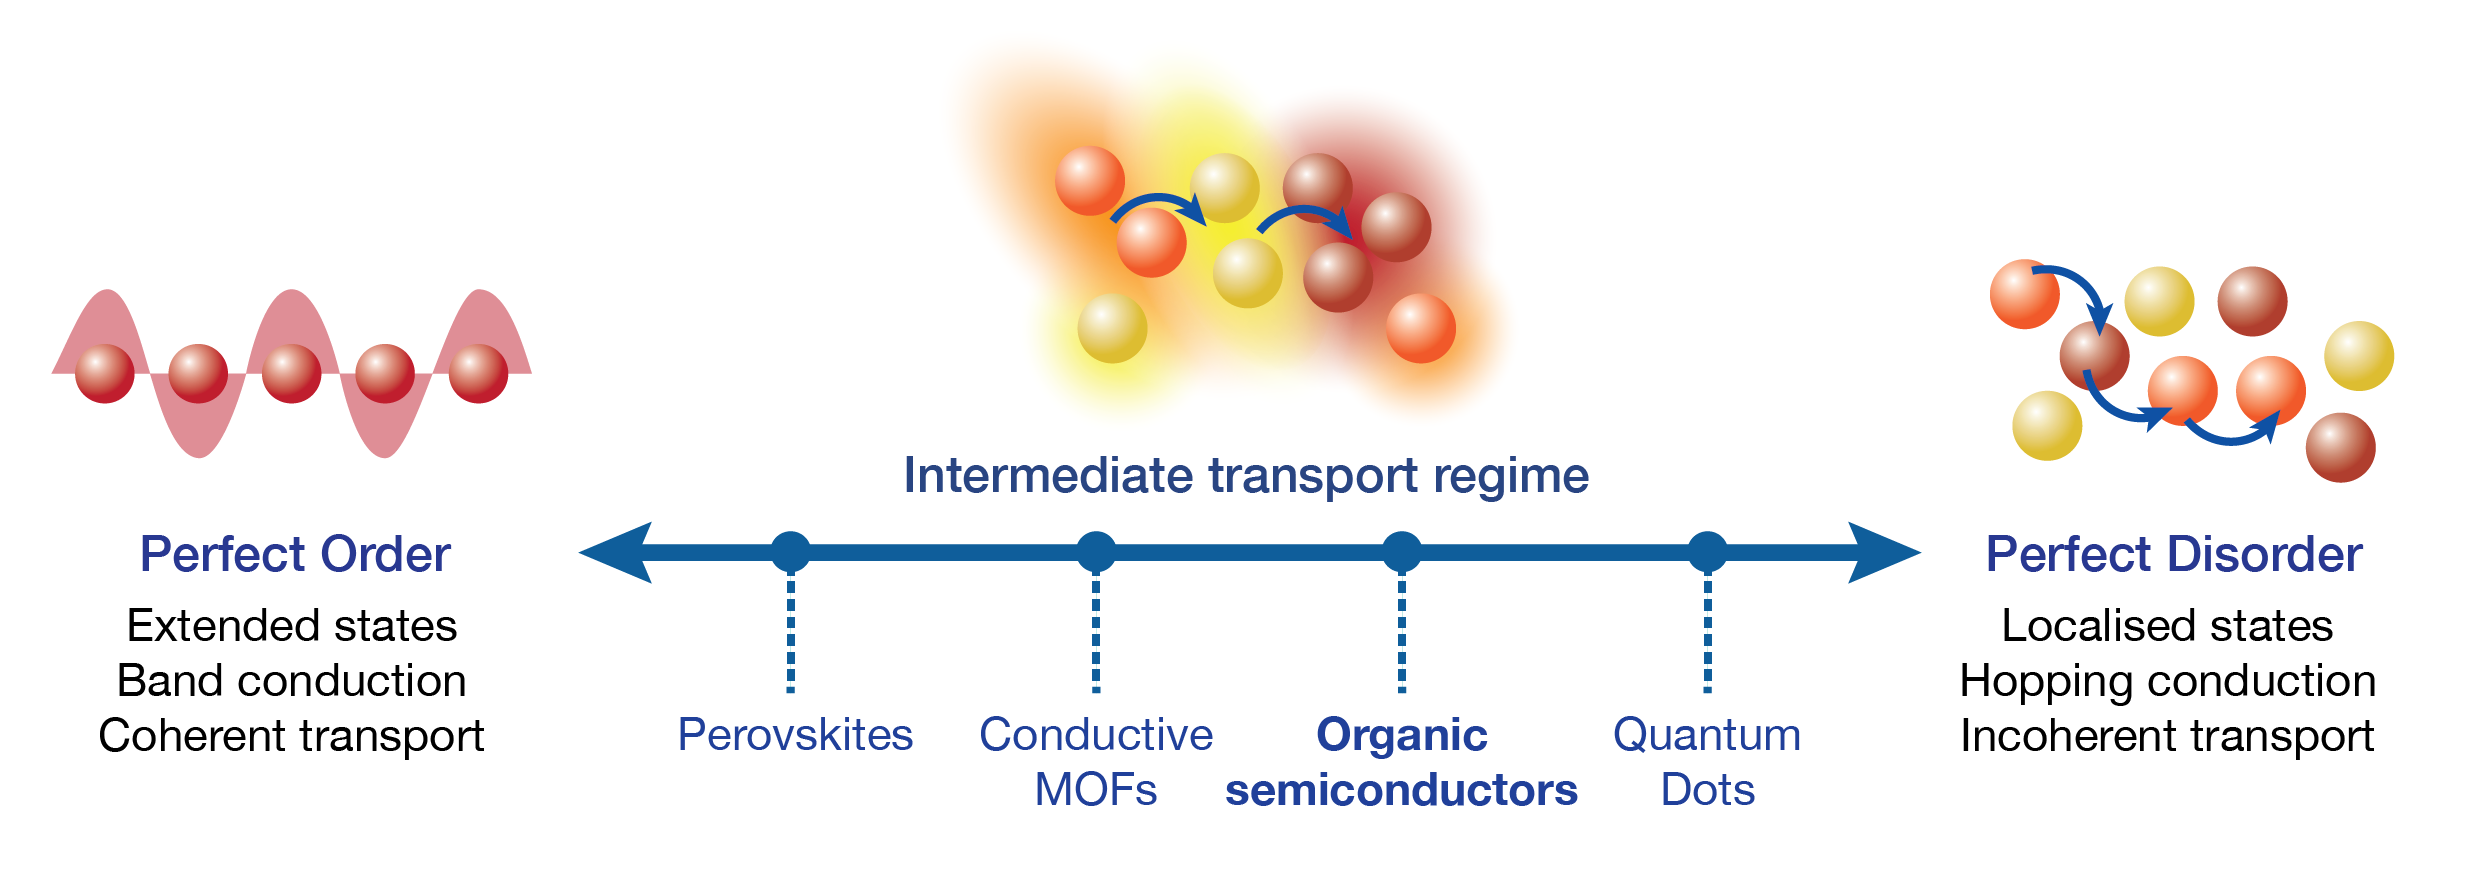 Intermediate transport regime
Perfect Order
Extended states
Band conduction
Coherent transport
Perovskites
Conductive
MOFs
Organic
semiconductors
Quantum
Dots
Perfect Disorder
Localised states
Hopping conduction
Incoherent transport